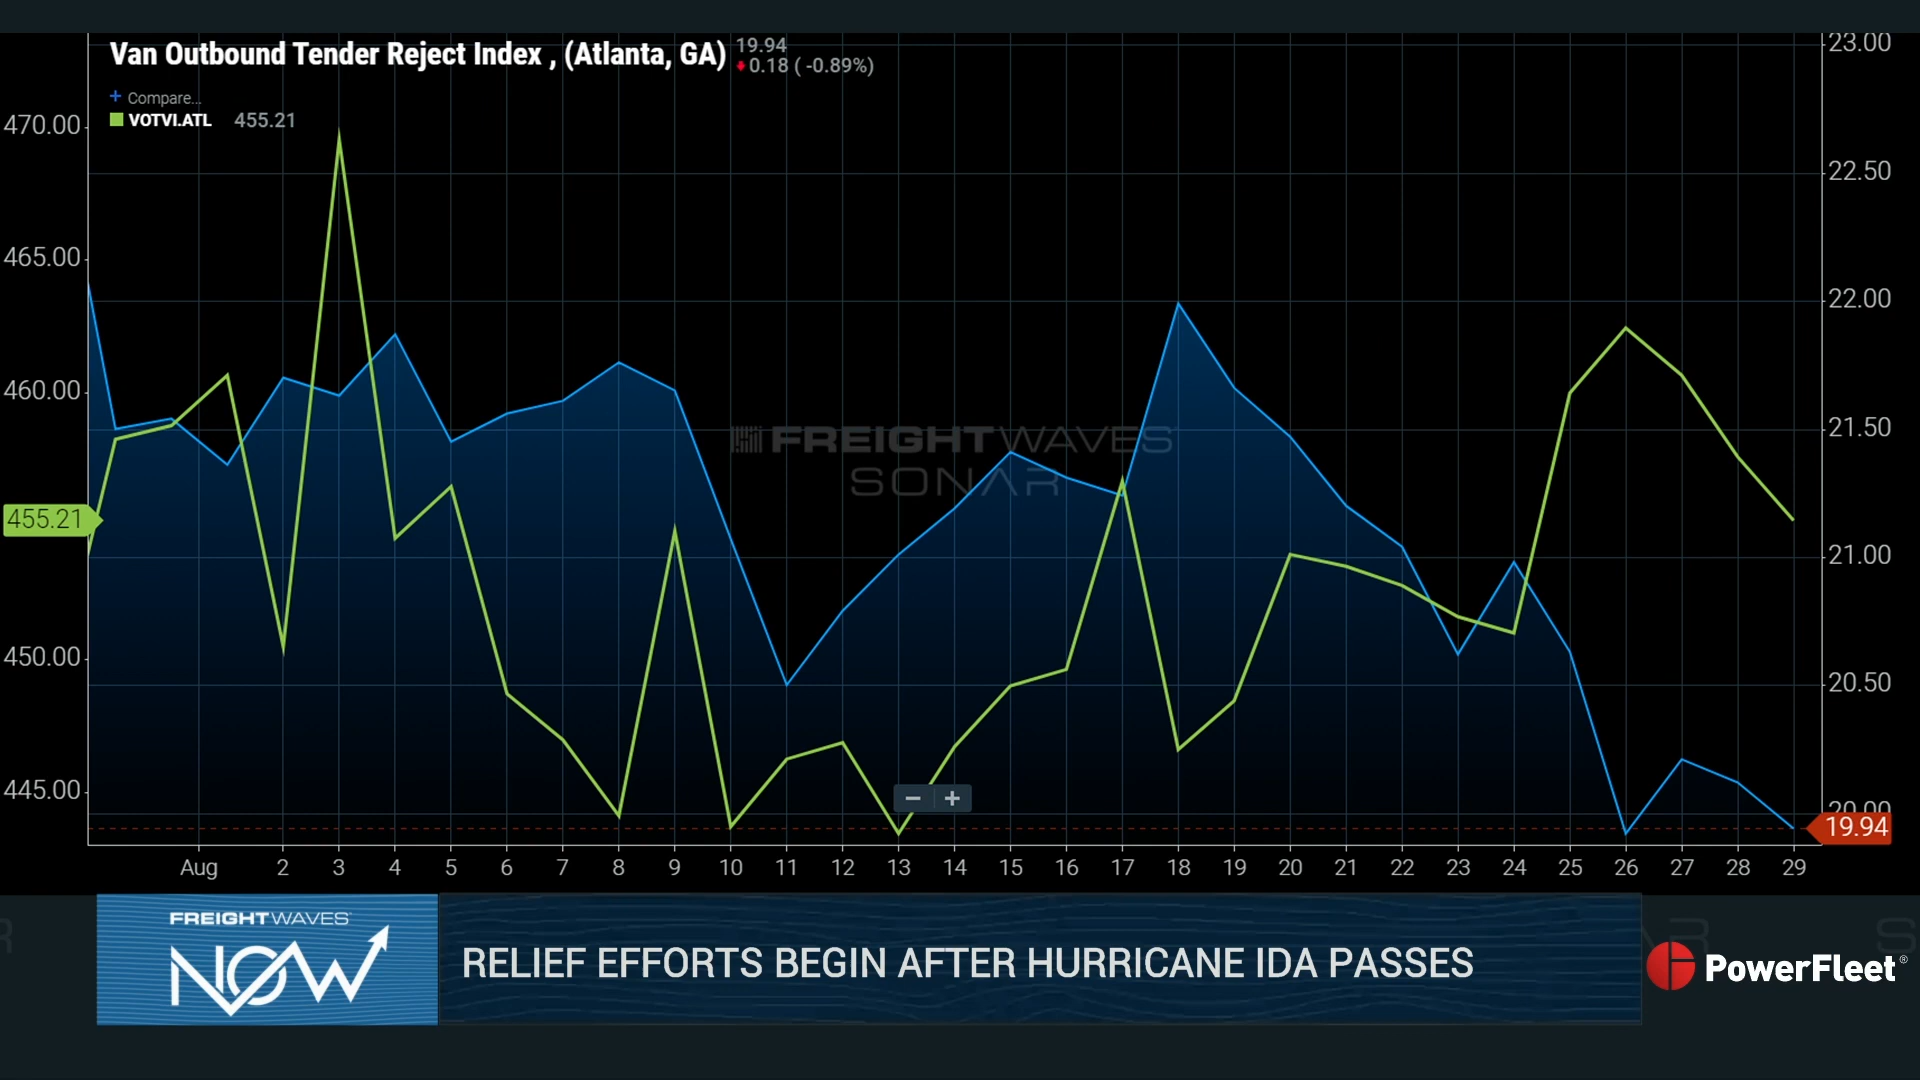 Van Outbound Tender Reject Index , (Atlanta, GA) 19.94
0.18 ( -0.89%)
+ Compare...
VOTVI.ATL 455.21
470.00
465.00
460.00
455.21
450.00
445.00
23.00
22.50
22.00
21.50
21.00
20.50
20.00
19.94
FREIGHTWAVES
SONAR
− +
Aug 2 3 4 5 6 7 8 9 10 11 12 13 14 15 16 17 18 19 20 21 22 23 24 25 26 27 28 29
FREIGHTWAVES
NOW
RELIEF EFFORTS BEGIN AFTER HURRICANE IDA PASSES
PowerFleet®